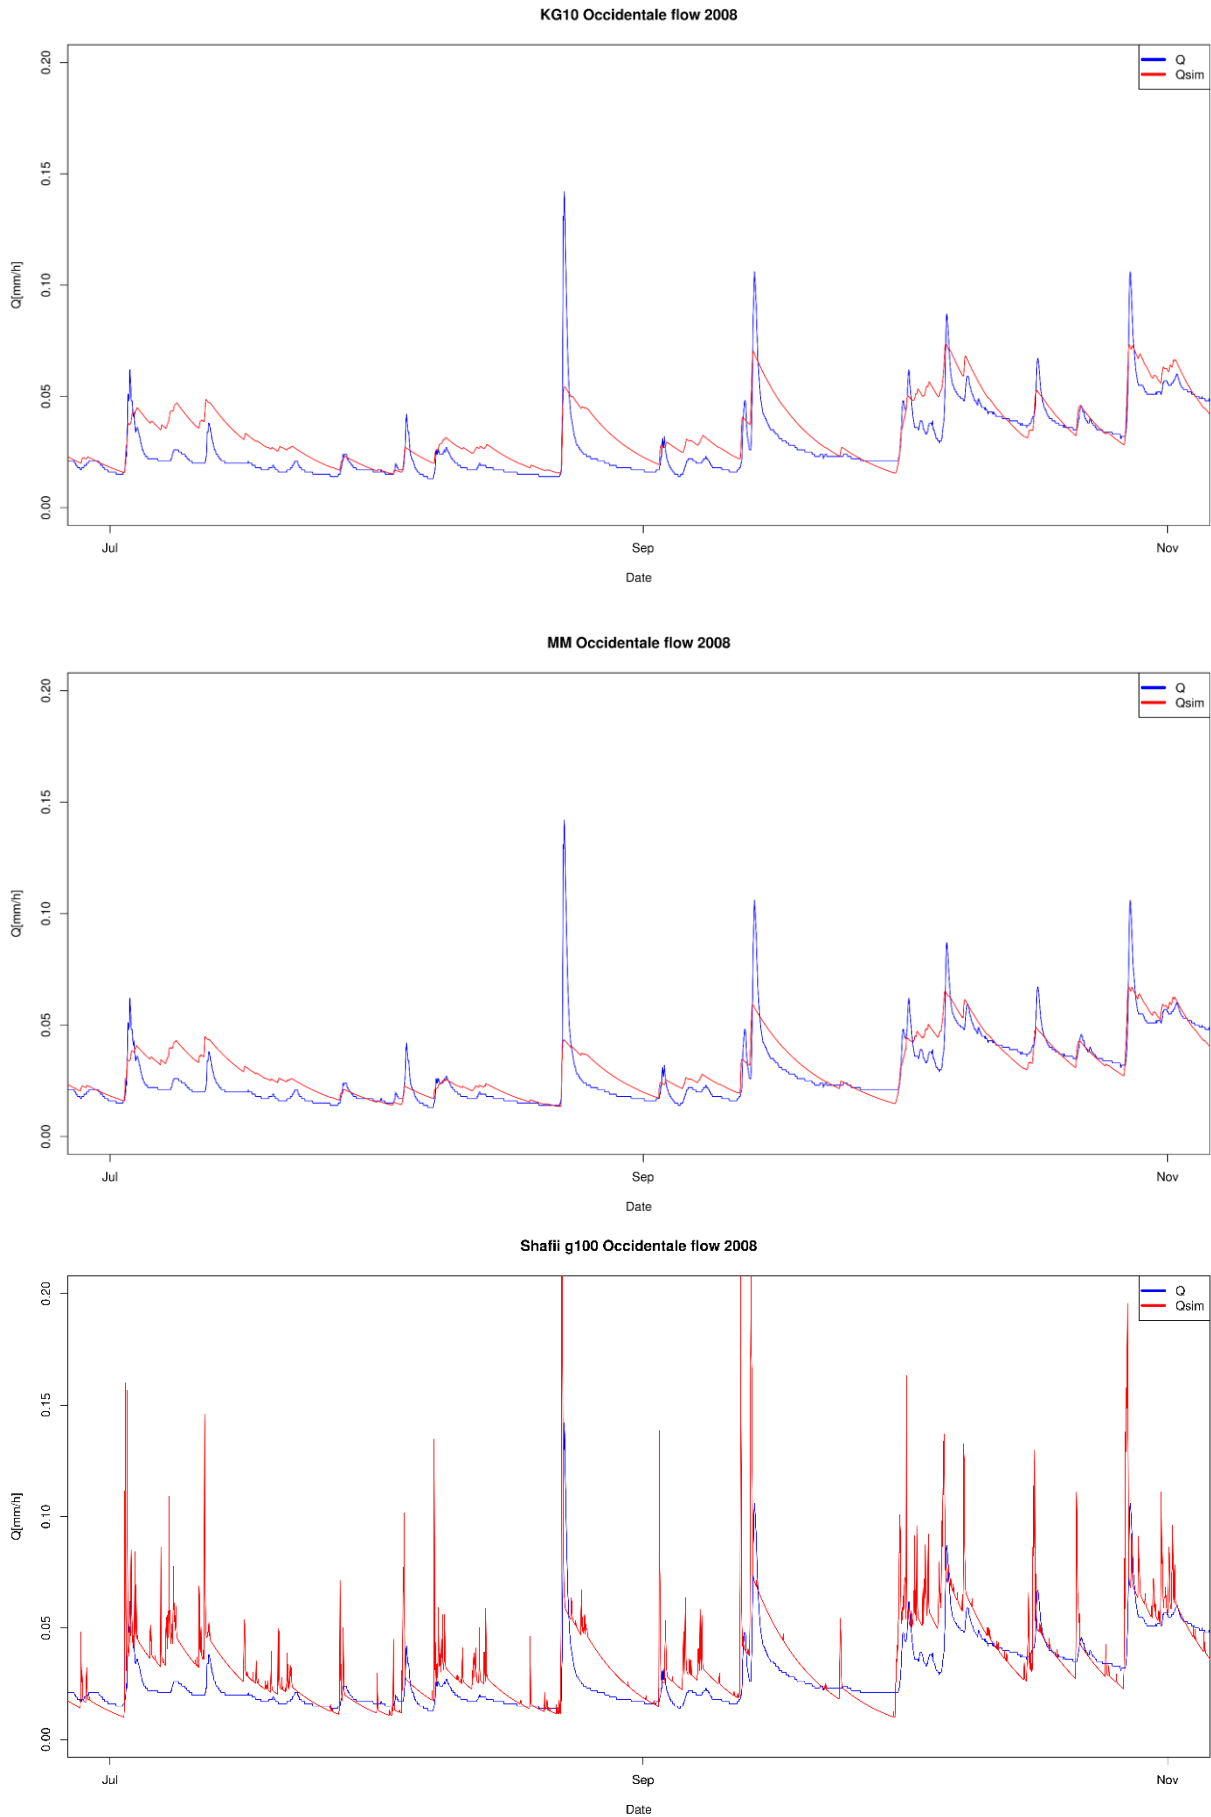 KG10 Occidentale flow 2008
Q
Qsim
0.20
0.15
0.10
0.05
0.00
Q[mm/h]
Jul
Sep
Nov
Date
MM Occidentale flow 2008
Q
Qsim
0.20
0.15
0.10
0.05
0.00
Q[mm/h]
Jul
Sep
Nov
Date
Shafii g100 Occidentale flow 2008
Q
Qsim
0.20
0.15
0.10
0.05
0.00
Q[mm/h]
Jul
Sep
Nov
Date